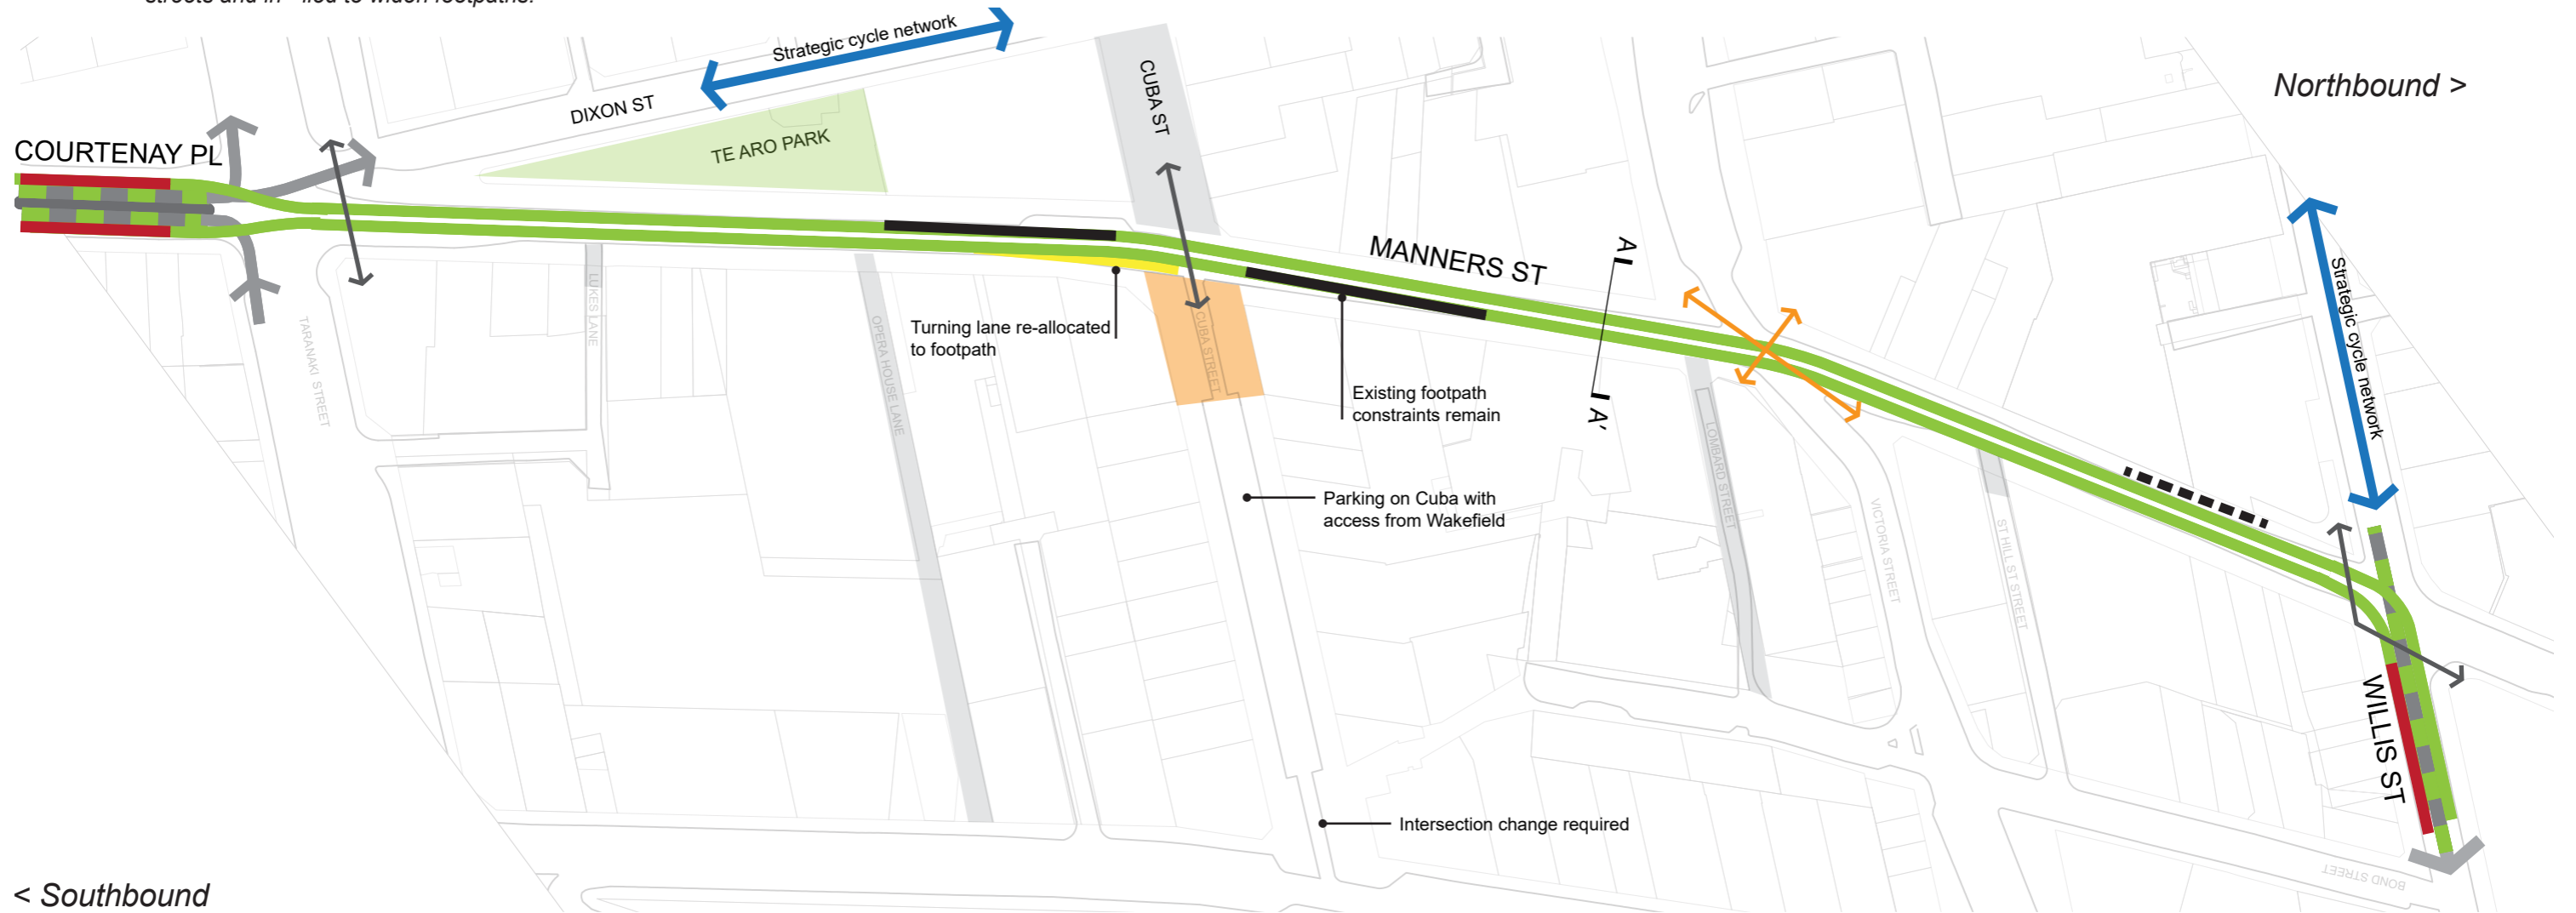 Strategic cycle network
Northbound >
CUBA ST
DIXON ST
TE ARO PARK
COURTENAY PL
MANNERS ST
A
A'
Strategic cycle network
TARANAKI STREET
LUKES LANE
OPERA HOUSE LANE
Turning lane re-allocated
to footpath
CUBA STREET
Existing footpath
constraints remain
LOMBARD STREET
VICTORIA STREET
ST HILL ST STREET
Parking on Cuba with
access from Wakefield
WILLIS ST
Intersection change required
BOND STREET
< Southbound